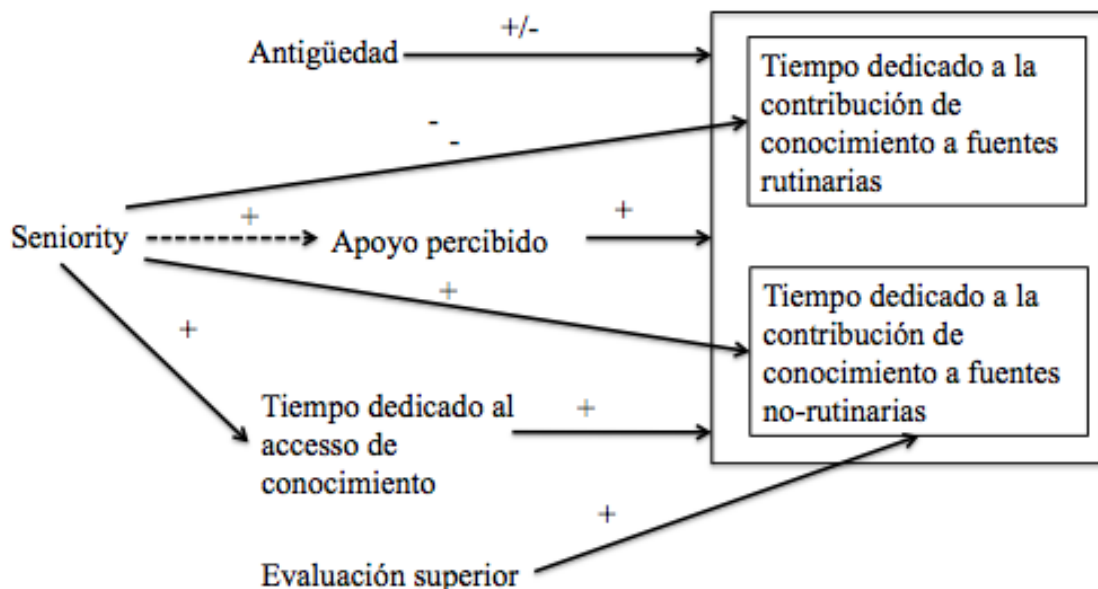 +/-
Antigüedad
Tiempo dedicado a la
contribución de
conocimiento a fuentes
rutinarias
-
-
+
+
Seniority
Apoyo percibido
+
Tiempo dedicado a la
contribución de
conocimiento a fuentes
no-rutinarias
+
Tiempo dedicado al
accesso de
conocimiento
+
+
Evaluación superior